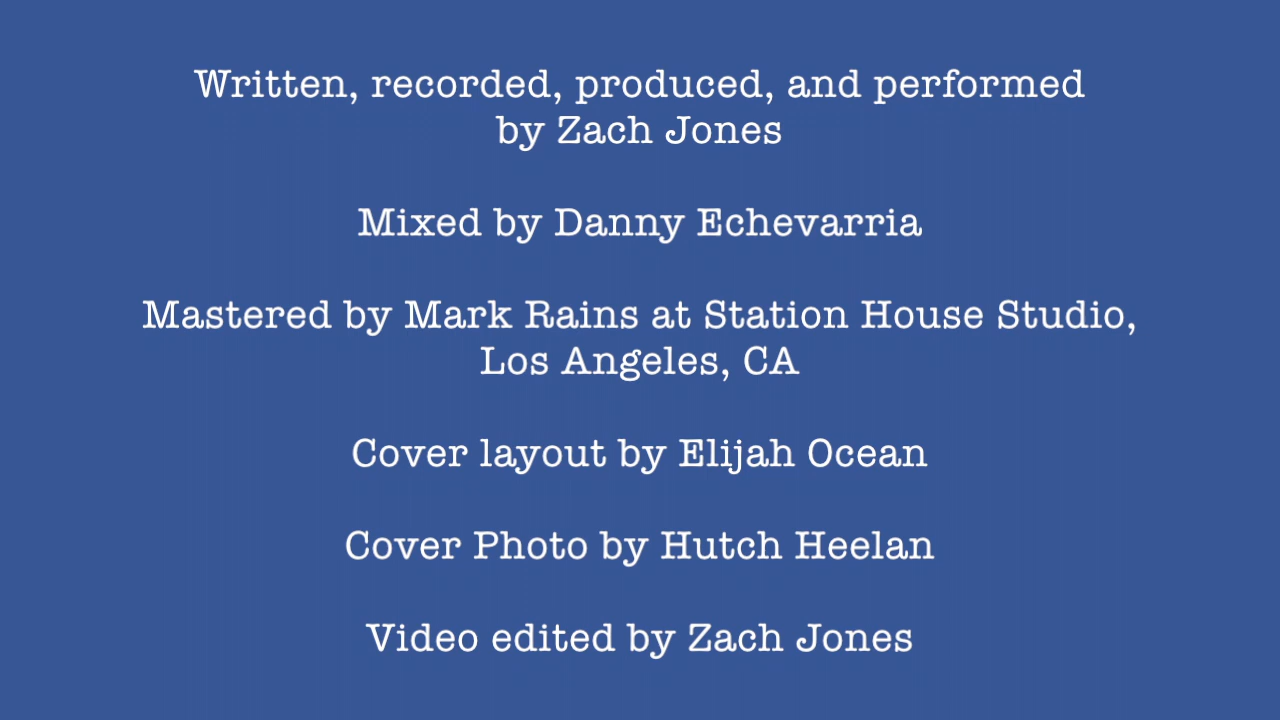 Written, recorded, produced, and performed
by Zach Jones
Mixed by Danny Echevarria
Mastered by Mark Rains at Station House Studio,
Los Angeles, CA
Cover layout by Elijah Ocean
Cover Photo by Hutch Heelan
Video edited by Zach Jones